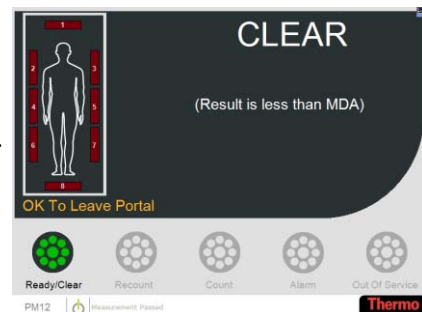 CLEAR
(Result is less than MDA)
1
2 3
4 5
6 7
8
OK To Leave Portal
Ready/Clear Recount Count Alarm Out Of Service
PM12 Measurement Passed Thermo